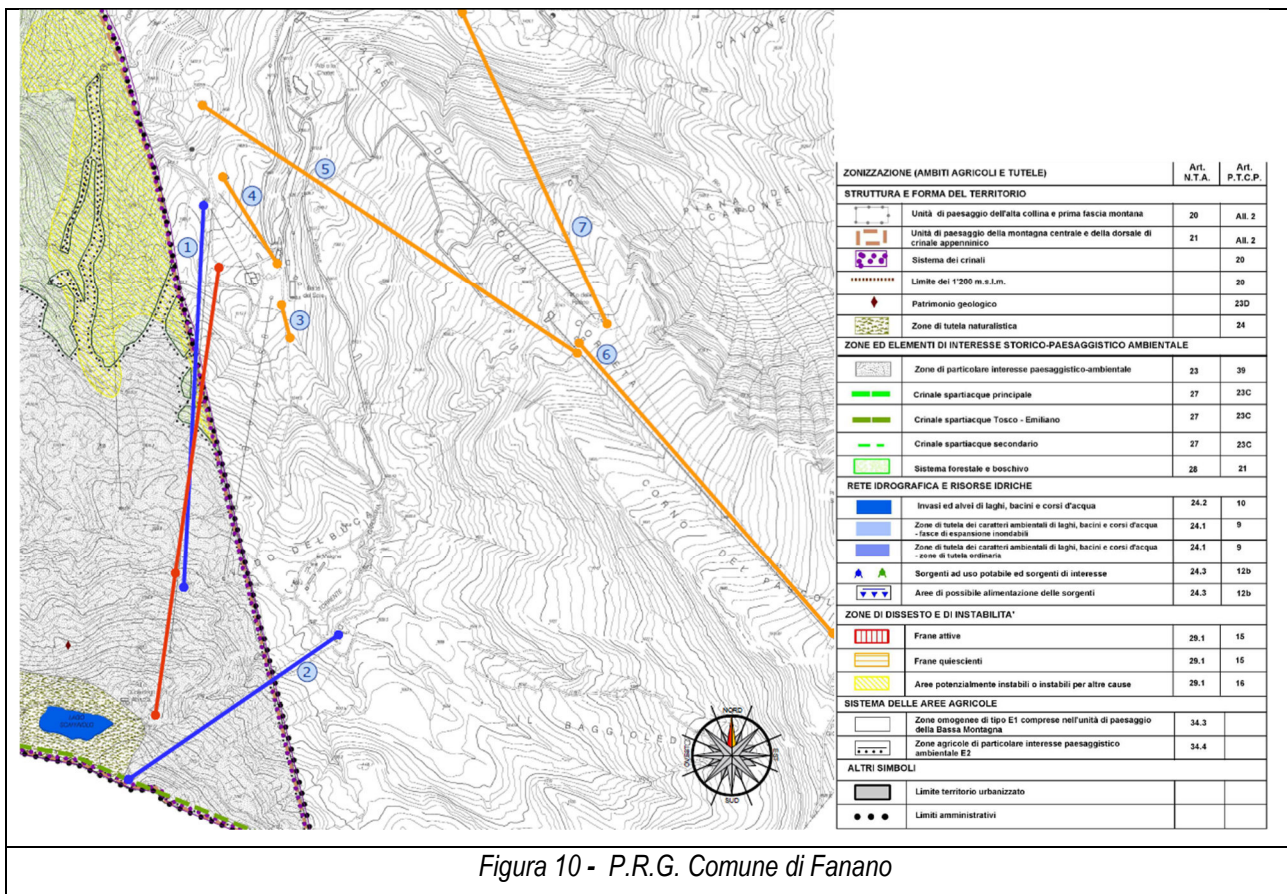 5
4
1
7
3
6
2
NORD
EST
SUD
OVEST
ZONIZZAZIONE (AMBITI AGRICOLI E TUTELE) Art. N.T.A. Art. P.T.C.P.
STRUTTURA E FORMA DEL TERRITORIO
Unità di paesaggio dell'alta collina e prima fascia montana 20 All. 2
Unità di paesaggio della montagna centrale e della dorsale di
crinale appenninico 21 All. 2
Sistema dei crinali 20
Limite dei 1'200 m.s.l.m. 20
Patrimonio geologico 23D
Zone di tutela naturalistica 24
ZONE ED ELEMENTI DI INTERESSE STORICO-PAESAGGISTICO AMBIENTALE
Zone di particolare interesse paesaggistico-ambientale 23 39
Crinale spartiacque principale 27 23C
Crinale spartiacque Tosco - Emiliano 27 23C
Crinale spartiacque secondario 27 23C
Sistema forestale e boschivo 28 21
RETE IDROGRAFICA E RISORSE IDRICHE
Invasi ed alvei di laghi, bacini e corsi d'acqua 24.2 10
Zone di tutela dei caratteri ambientali di laghi, bacini e corsi d'acqua
- fasce di espansione inondabili 24.1 9
Zone di tutela dei caratteri ambientali di laghi, bacini e corsi d'acqua
- zone di tutela ordinaria 24.1 9
Sorgenti ad uso potabile ed sorgenti di interesse 24.3 12b
Aree di possibile alimentazione delle sorgenti 24.3 12b
ZONE DI DISSESTO E DI INSTABILITA'
Frane attive 29.1 15
Frane quiescienti 29.1 15
Aree potenzialmente instabili o instabili per altre cause 29.1 16
SISTEMA DELLE AREE AGRICOLE
Zone omogenee di tipo E1 comprese nell'unità di paesaggio
della Bassa Montagna 34.3
Zone agricole di particolare interesse paesaggistico
ambientale E2 34.4
ALTRI SIMBOLI
Limite territorio urbanizzato
Limiti amministrativi
Figura 10 - P.R.G. Comune di Fanano